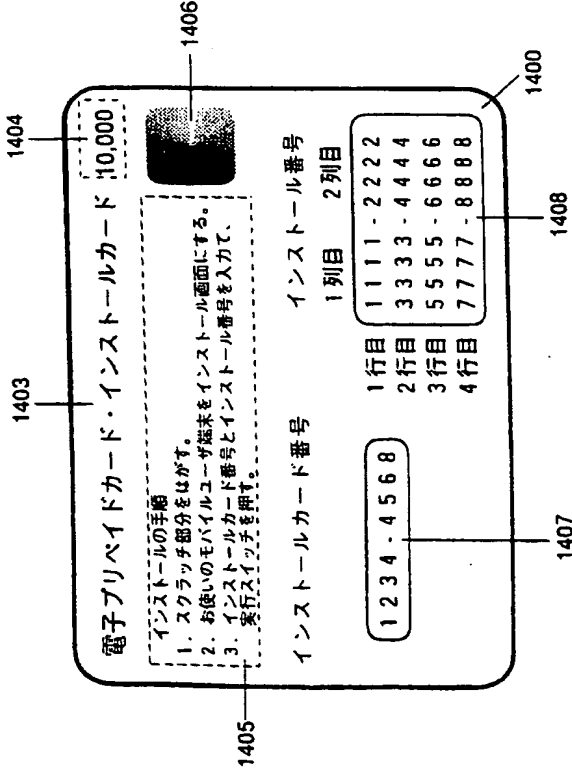 1403
1404
電子プリペイドカード・インストールカード 10,000
インストールの手順
1. スクラッチ部分をはがす。
2. お使いのモバイルユーザ端末をインストール画面にする。
3. インストールカード番号とインストール番号を入力て、
実行スイッチを押す。
1405
1406
インストールカード番号
1234-4568
1407
インストール番号
1列目 2列目
1行目 1111-2222
2行目 3333-4444
3行目 5555-6666
4行目 7777-8888
1408
1400